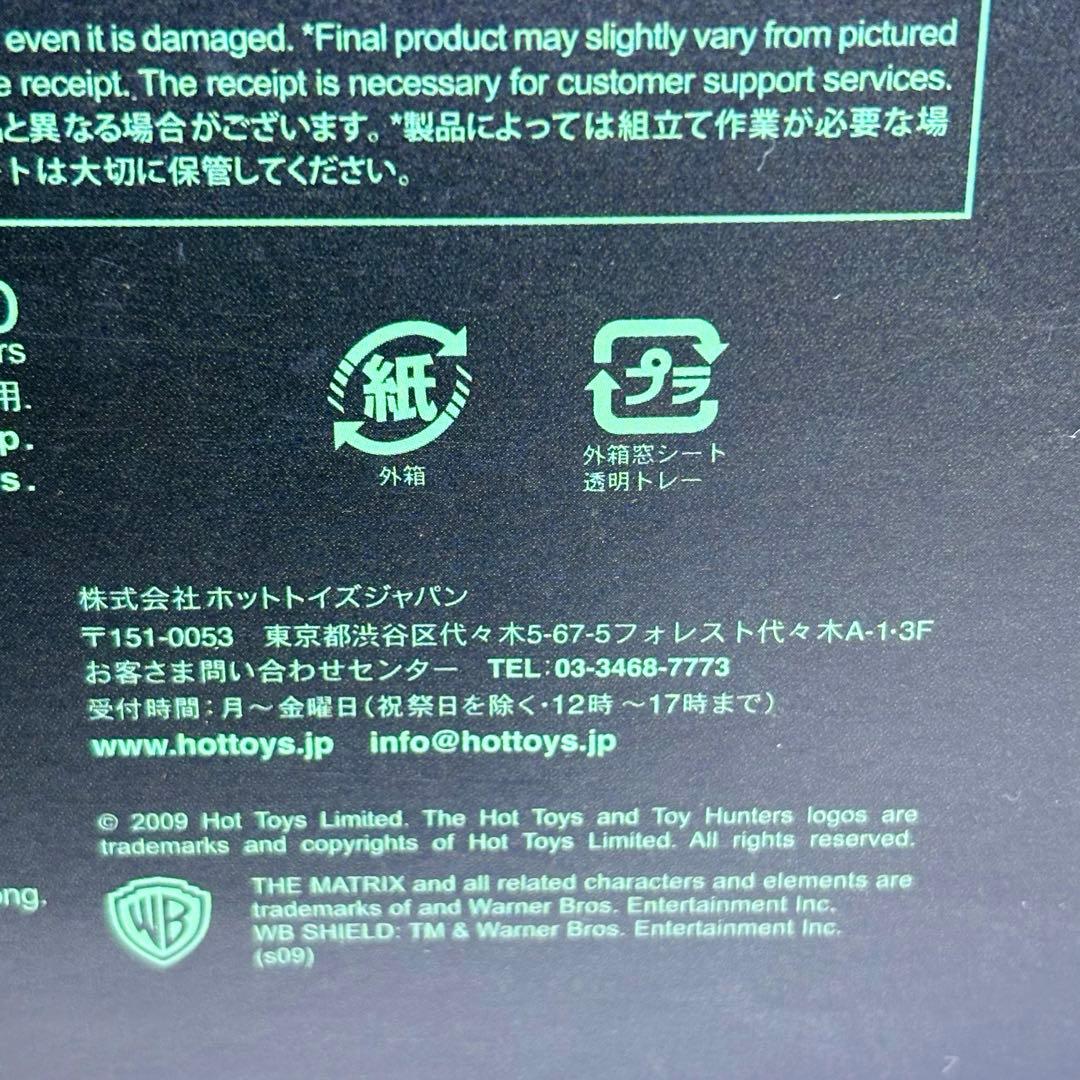 even it is damaged. *Final product may slightly vary from pictured
receipt. The receipt is necessary for customer support services.
と異なる場合がございます。*製品によっては組立て作業が必要な場
トは大切に保管してください。
rs
用.
p.
s.
紙
外箱
プラ
外箱窓シート
透明トレー
株式会社ホットトイズジャパン
〒151-0053 東京都渋谷区代々木5-67-5フォレスト代々木A-1・3F
お客さま問い合わせセンター TEL:03-3468-7773
受付時間:月～金曜日(祝祭日を除く・12時～17時まで)
www.hottoys.jp info@hottoys.jp
© 2009 Hot Toys Limited. The Hot Toys and Toy Hunters logos are
trademarks and copyrights of Hot Toys Limited. All rights reserved.
ong,
WB
THE MATRIX and all related characters and elements are
trademarks of and Warner Bros. Entertainment Inc.
WB SHIELD: TM & Warner Bros. Entertainment Inc.
(s09)